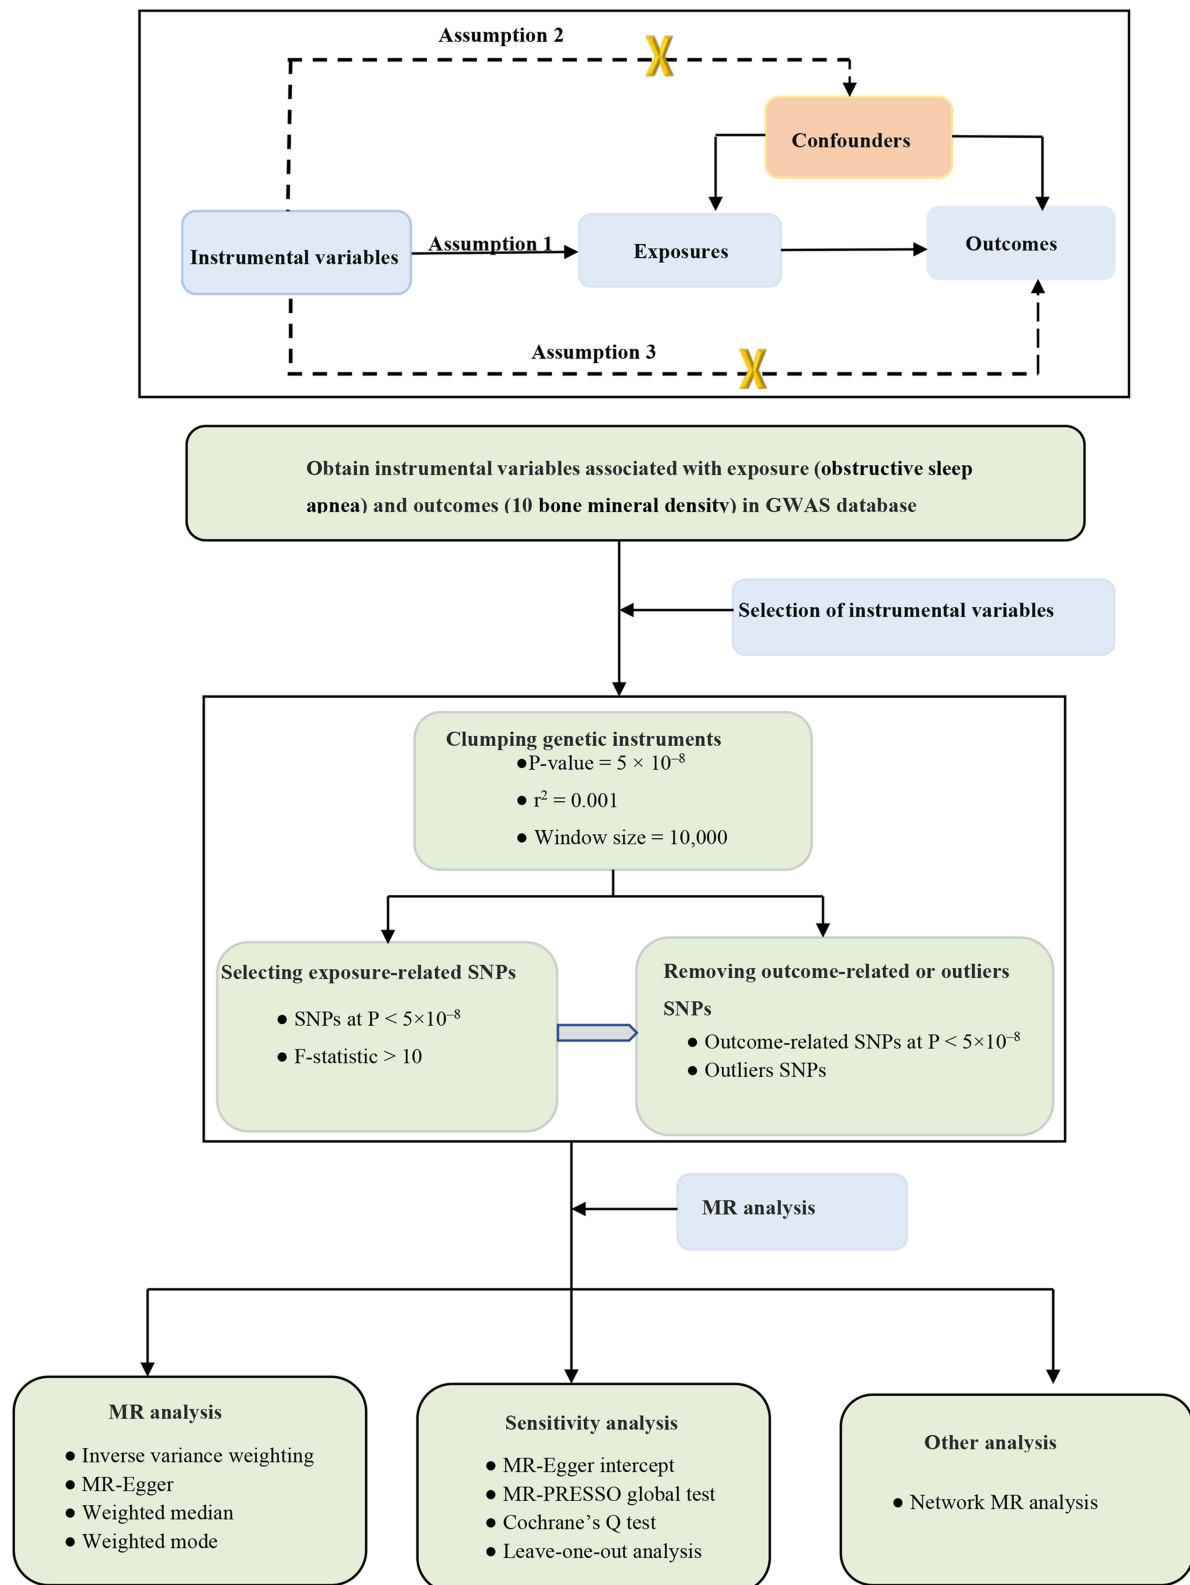 Assumption 2
Confounders
Instrumental variables
Assumption 1
Exposures
Outcomes
Assumption 3
Obtain instrumental variables associated with exposure (obstructive sleep
apnea) and outcomes (10 bone mineral density) in GWAS database
Selection of instrumental variables
Clumping genetic instruments
●P-value = 5 × 10⁻⁸
● r² = 0.001
● Window size = 10,000
Selecting exposure-related SNPs
● SNPs at P < 5×10⁻⁸
● F-statistic > 10
Removing outcome-related or outliers
SNPs
● Outcome-related SNPs at P < 5×10⁻⁸
● Outliers SNPs
MR analysis
MR analysis
● Inverse variance weighting
● MR-Egger
● Weighted median
● Weighted mode
Sensitivity analysis
● MR-Egger intercept
● MR-PRESSO global test
● Cochrane’s Q test
● Leave-one-out analysis
Other analysis
● Network MR analysis